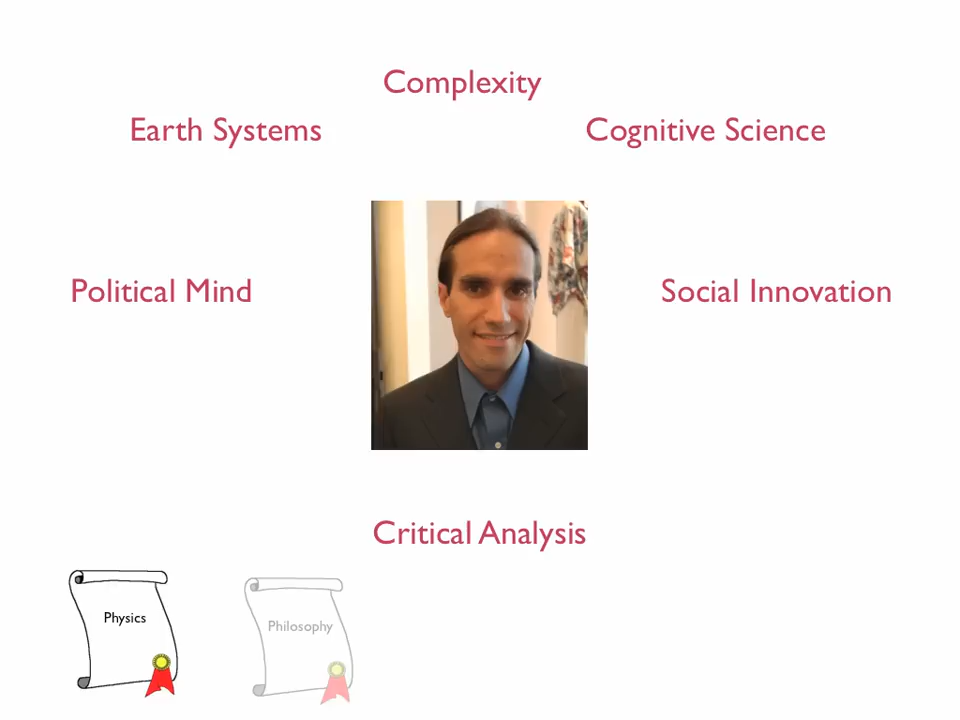 Complexity
Earth Systems
Cognitive Science
Political Mind
Social Innovation
Critical Analysis
Physics
Philosophy